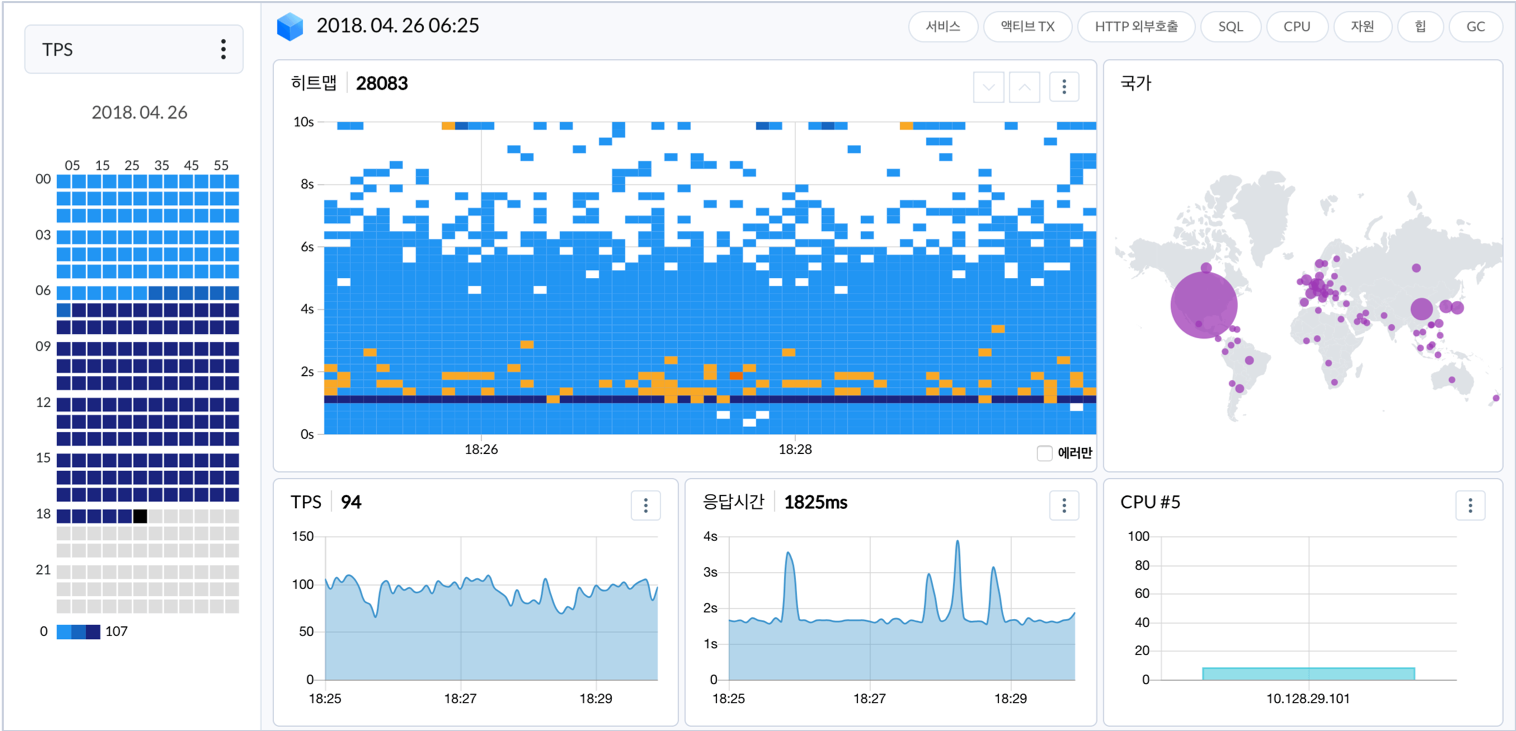 TPS
2018. 04. 26
05 15 25 35 45 55
00
03
06
09
12
15
18
21
0 107
2018. 04. 26 06:25
서비스 액티브 TX HTTP 외부호출 SQL CPU 자원 힙 GC
히트맵 28083
10s
8s
6s
4s
2s
0s
18:26 18:28
에러만
국가
TPS 94
150
100
50
0
18:25 18:27 18:29
응답시간 1825ms
4s
3s
2s
1s
0
18:25 18:27 18:29
CPU #5
100
80
60
40
20
0
10.128.29.101